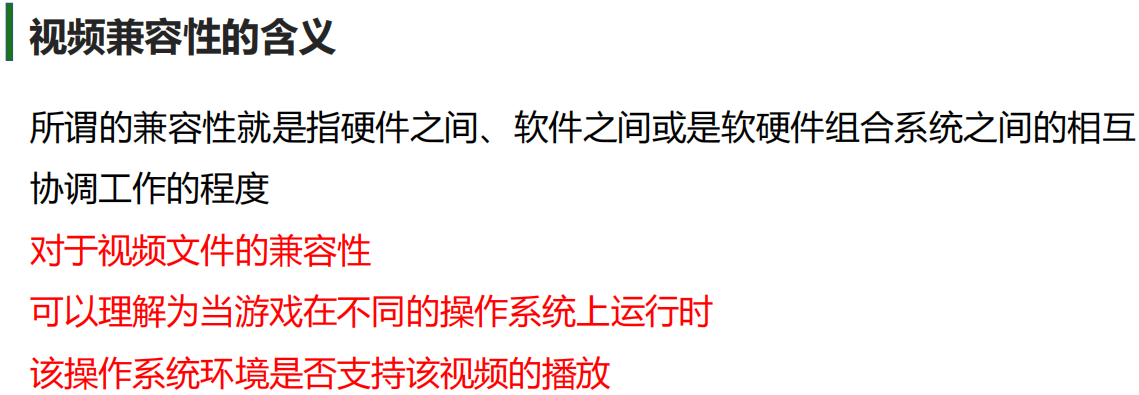 视频兼容性的含义
所谓的兼容性就是指硬件之间、软件之间或是软硬件组合系统之间的相互
协调工作的程度
对于视频文件的兼容性
可以理解为当游戏在不同的操作系统上运行时
该操作系统环境是否支持该视频的播放